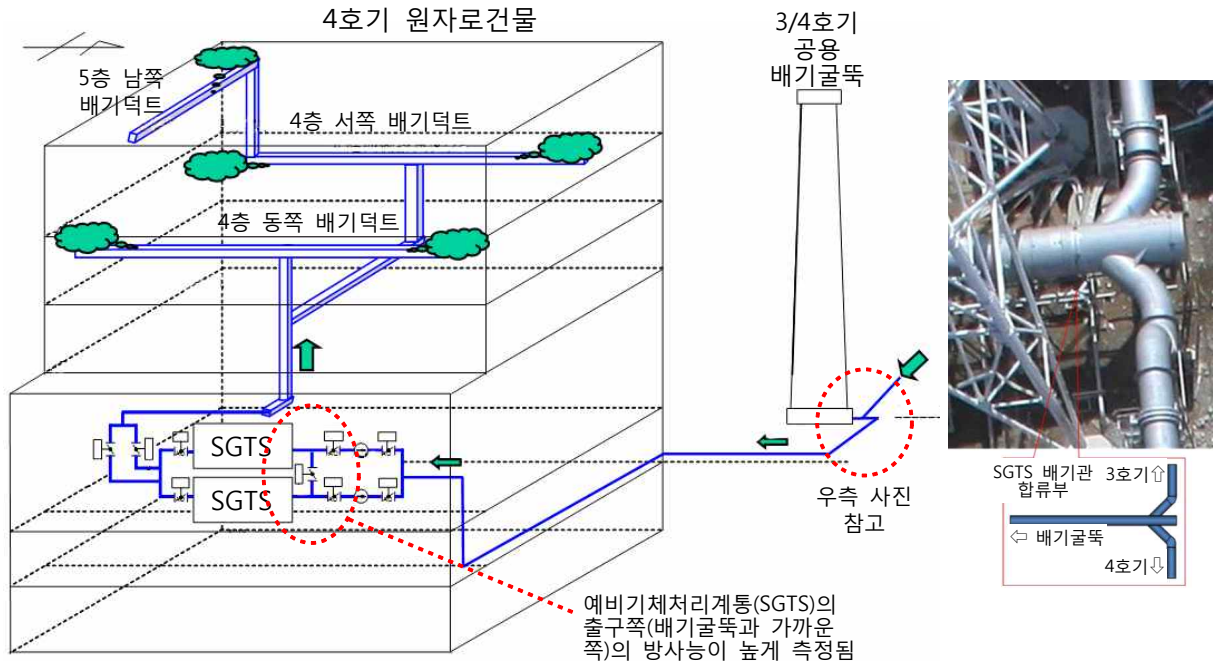 4호기 원자로건물
3/4호기
공용
배기굴뚝
5층 남쪽
배기덕트
4층 서쪽 배기덕트
4층 동쪽 배기덕트
SGTS
SGTS
우측 사진
참고
예비기체처리계통(SGTS)의
출구쪽(배기굴뚝과 가까운
쪽)의 방사능이 높게 측정됨
SGTS 배기관
합류부
3호기
배기굴뚝
4호기